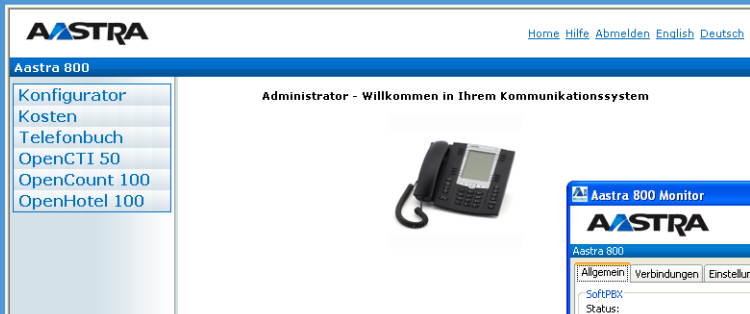 AASTRA
Home Hilfe Abmelden English Deutsch
Aastra 800
Konfigurator
Kosten
Telefonbuch
OpenCTI 50
OpenCount 100
OpenHotel 100
Administrator - Willkommen in Ihrem Kommunikationssystem
Aastra 800 Monitor
AASTRA
Aastra 800
Allgemein Verbindungen Einstellun
SoftPBX
Status: